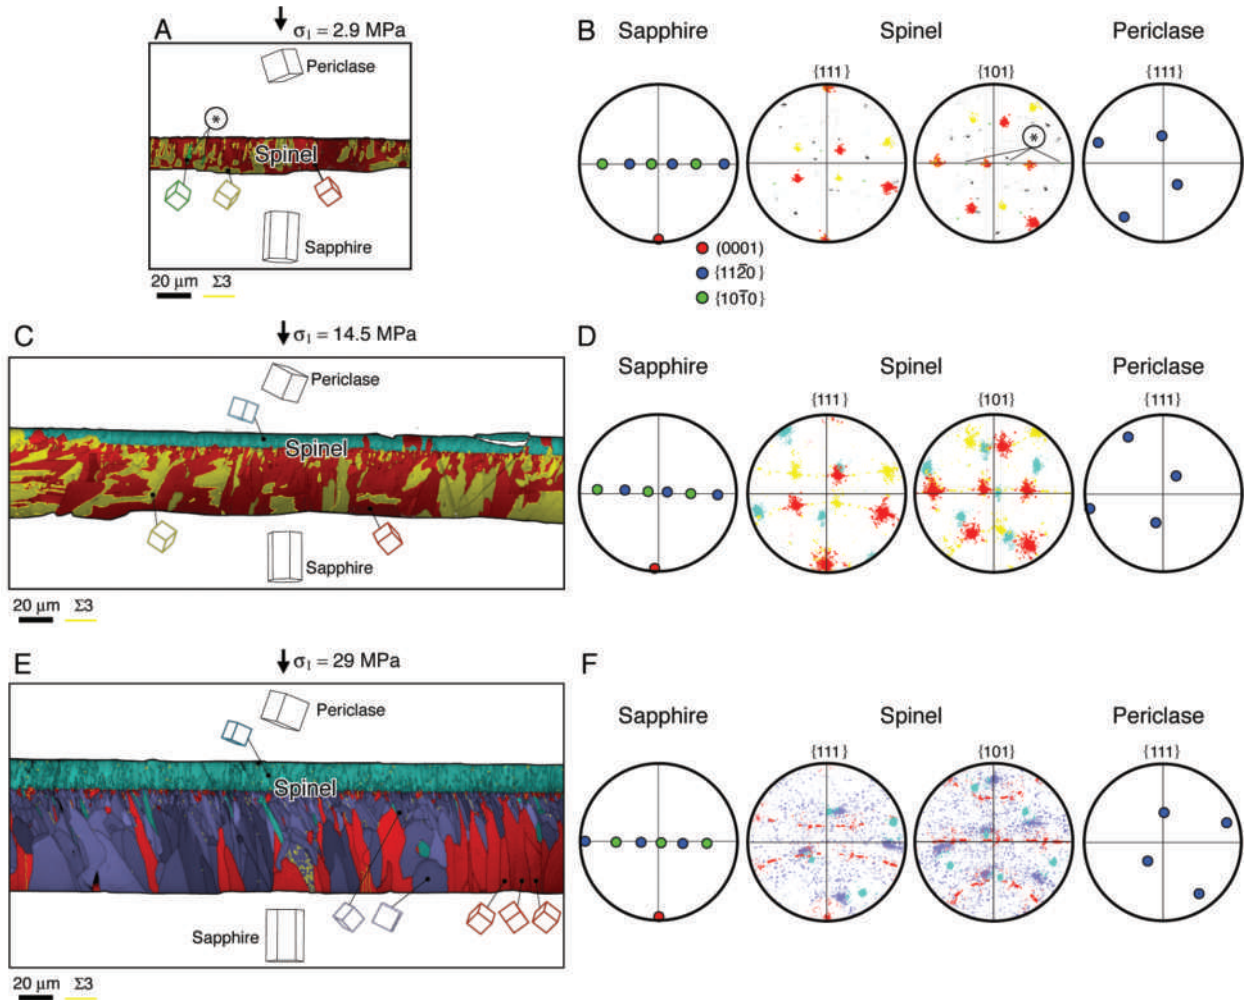 A
σ1 = 2.9 MPa
Periclase
*
Spinel
Sapphire
20 μm Σ3
B
Sapphire Spinel Periclase
{111} {101} {111}
*
(0001)
{112̅0}
{101̅0}
C
σ1 = 14.5 MPa
Periclase
Spinel
Sapphire
20 μm Σ3
D
Sapphire Spinel Periclase
{111} {101} {111}
E
σ1 = 29 MPa
Periclase
Spinel
Sapphire
20 μm Σ3
F
Sapphire Spinel Periclase
{111} {101} {111}